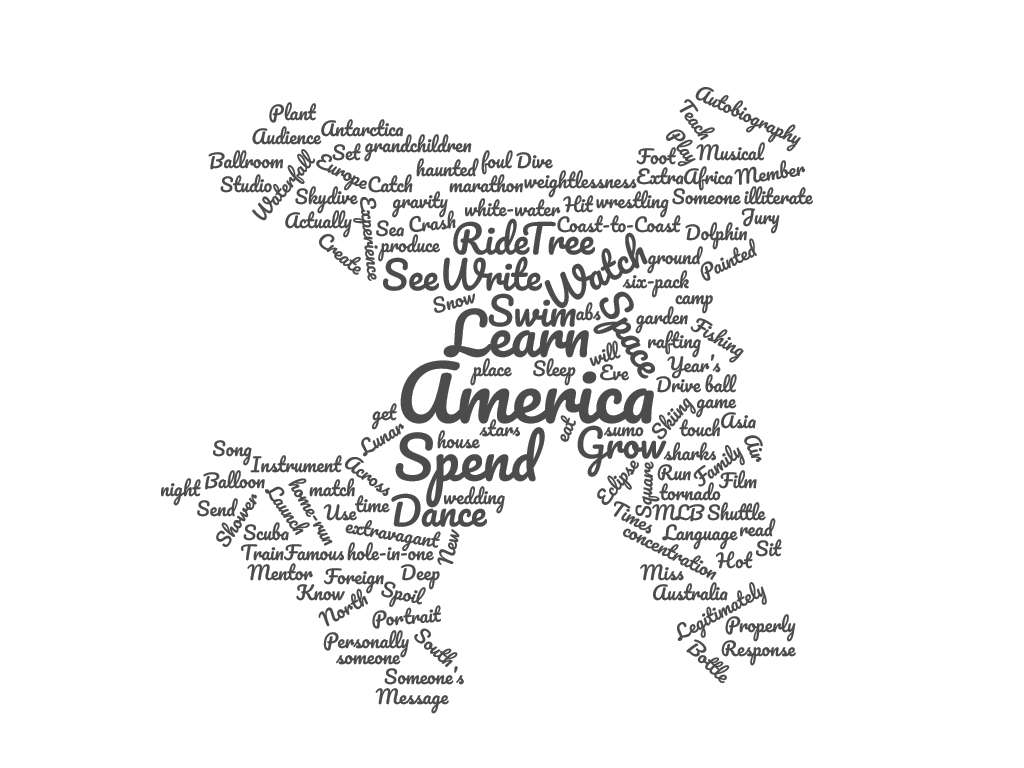 Autobiography
Teach
Plant
Antarctica
Audience
Play
Set grandchildren
Musical
Foot
Ballroom
Waterfall
Europe
haunted foul Dive
Studio
Catch
marathon weightlessness Extra Africa Member
Skydive
gravity
Experience
white-water Hit wrestling Someone illiterate
Actually
Sea Crash
Coast-to-Coast Dolphin Jury
Create
produce
Ride Tree
Watch
ground
Painted
See Write
six-pack
Snow
camp
Swim abs
Space
garden Fishing
Learn
rafting
will
place Sleep
Eve
Year's
America
Drive ball
get
Skiing game
Lunar
house stars
eat
sumo
touch Asia
Spend
Grow sharks
Air
Song
Instrument Across
Eclipse
Square
Run Family Film
night Balloon
home-run match
tornado
Send
Shower
Launch
Use time
Dance
wedding
Times
MLB Shuttle
Scuba
extravagant
New
concentration
Language read
Train Famous hole-in-one
Hot Sit
Mentor Foreign Deep
Miss
Know
North
Spoil
Australia
Portrait
Legitimately
Properly
Personally
South
Bottle
Response
someone
Someone's
Message